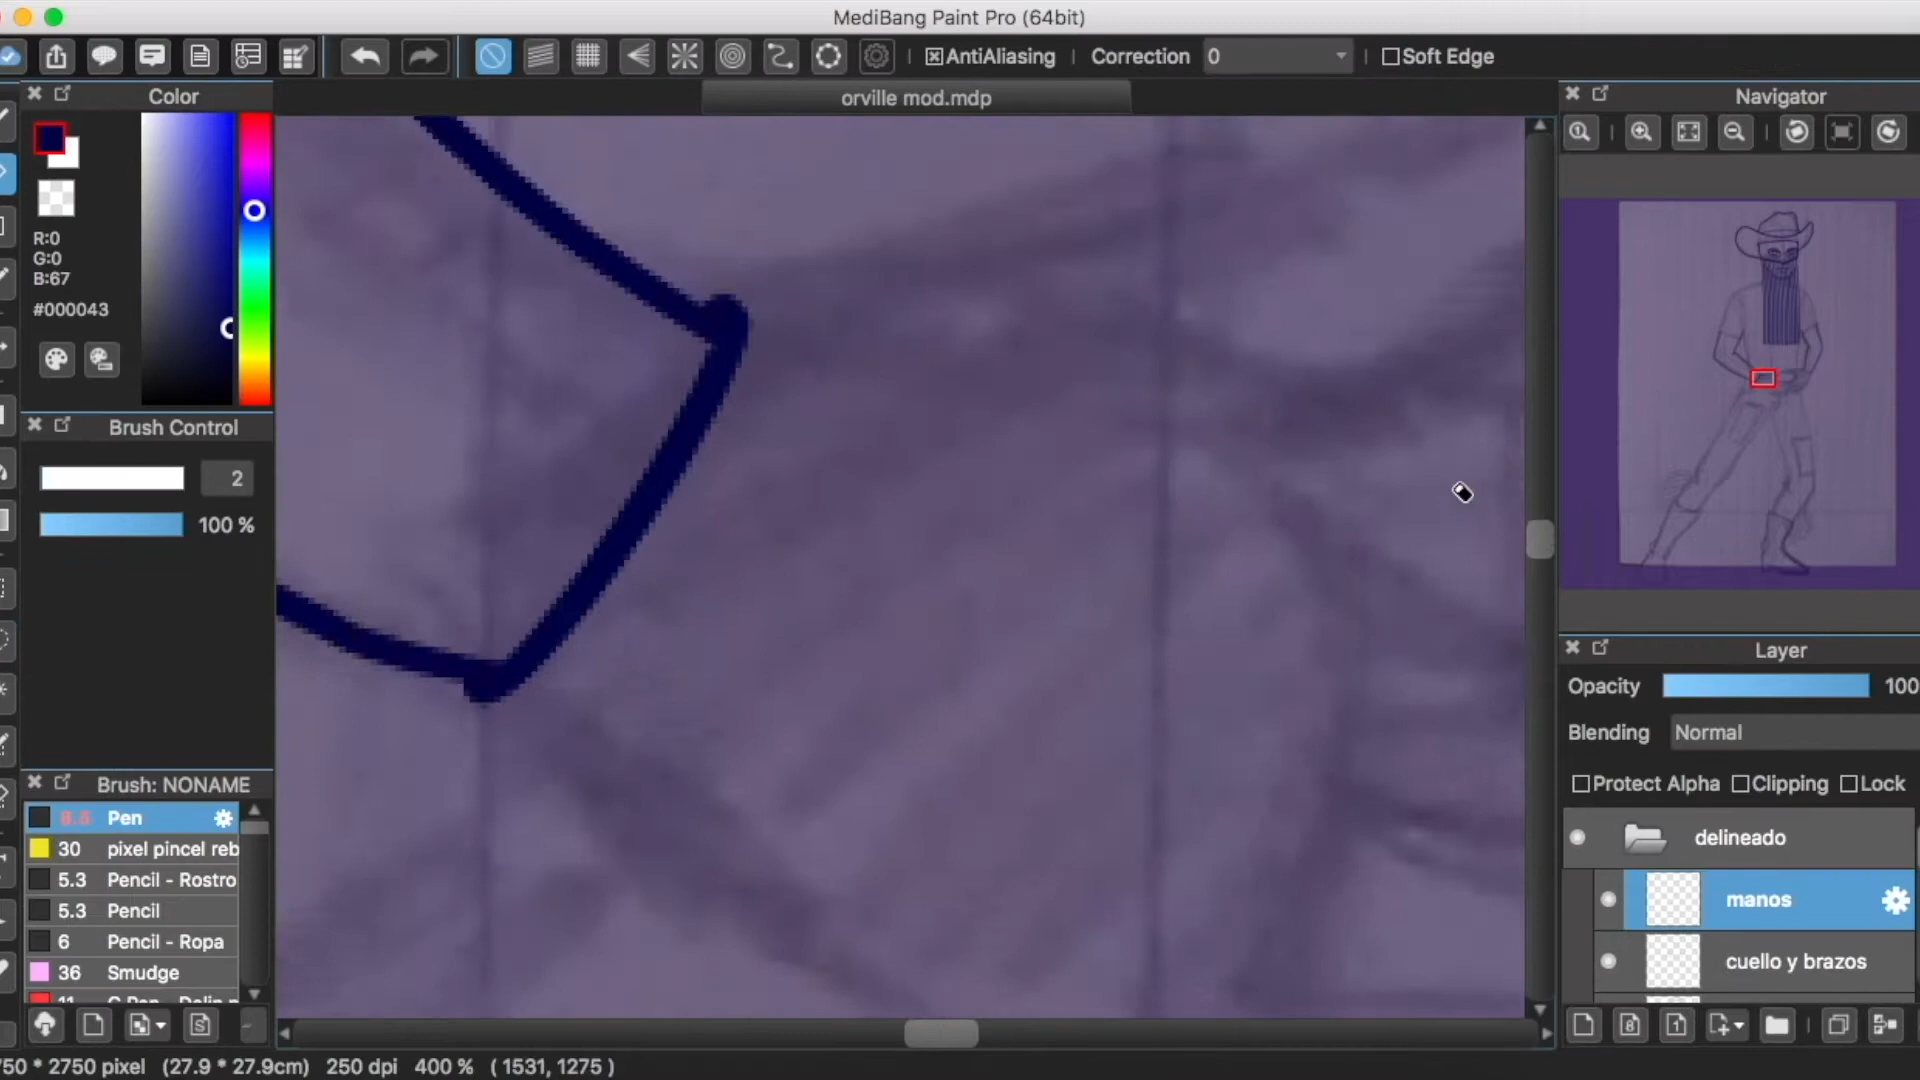 MediBang Paint Pro (64bit)
AntiAliasing
Correction 0
Soft Edge
Color
orville mod.mdp
Navigator
R:0
G:0
B:67
#000043
Brush Control
2
100 %
Layer
Opacity 100
Blending Normal
Protect Alpha Clipping Lock
Brush: NONAME
Pen
30 pixel pincel reb
5.3 Pencil - Rostro
5.3 Pencil
6 Pencil - Ropa
36 Smudge
delineado
manos
cuello y brazos
50 * 2750 pixel (27.9 * 27.9cm) 250 dpi 400 % ( 1531, 1275 )